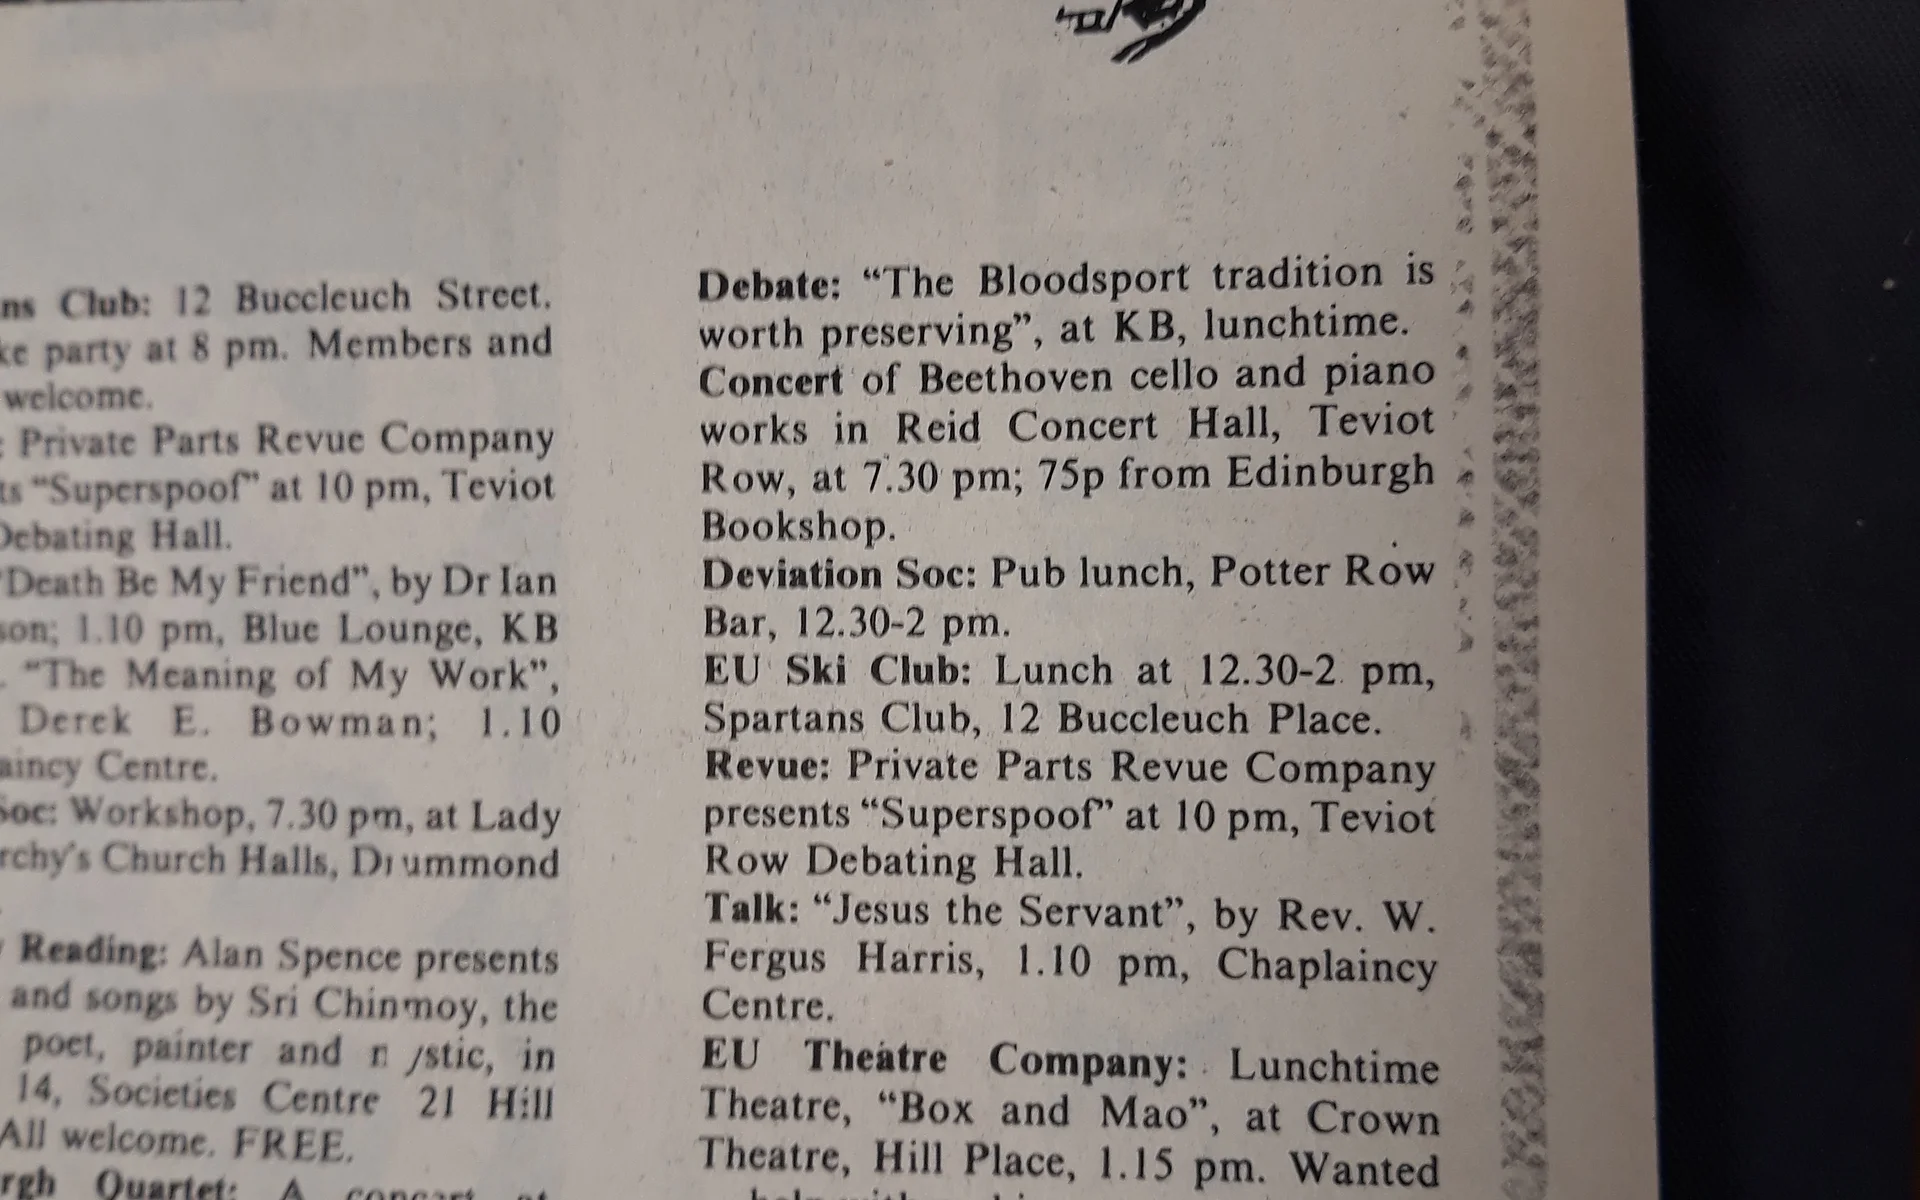 ns Club: 12 Buccleuch Street.
ke party at 8 pm. Members and
welcome.
: Private Parts Revue Company
ts “Superspoof” at 10 pm, Teviot
Debating Hall.
“Death Be My Friend”, by Dr Ian
son; 1.10 pm, Blue Lounge, KB
. “The Meaning of My Work”,
Derek E. Bowman; 1.10
aincy Centre.
Soc: Workshop, 7.30 pm, at Lady
rchy's Church Halls, Drummond
Reading: Alan Spence presents
and songs by Sri Chinmoy, the
poet, painter and mystic, in
14, Societies Centre 21 Hill
All welcome. FREE.
rgh Quartet: A concert at
Debate: “The Bloodsport tradition is
worth preserving”, at KB, lunchtime.
Concert of Beethoven cello and piano
works in Reid Concert Hall, Teviot
Row, at 7.30 pm; 75p from Edinburgh
Bookshop.
Deviation Soc: Pub lunch, Potter Row
Bar, 12.30-2 pm.
EU Ski Club: Lunch at 12.30-2 pm,
Spartans Club, 12 Buccleuch Place.
Revue: Private Parts Revue Company
presents “Superspoof” at 10 pm, Teviot
Row Debating Hall.
Talk: “Jesus the Servant”, by Rev. W.
Fergus Harris, 1.10 pm, Chaplaincy
Centre.
EU Theatre Company: Lunchtime
Theatre, “Box and Mao”, at Crown
Theatre, Hill Place, 1.15 pm. Wanted